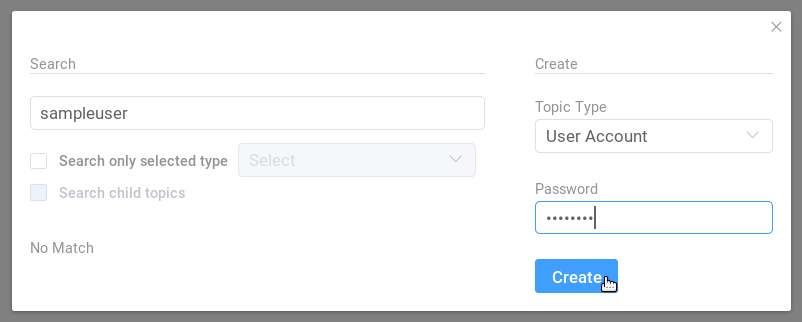 Search
sampleuser
Search only selected type
Select
Search child topics
No Match
Create
Topic Type
User Account
Password
••••••••
Create